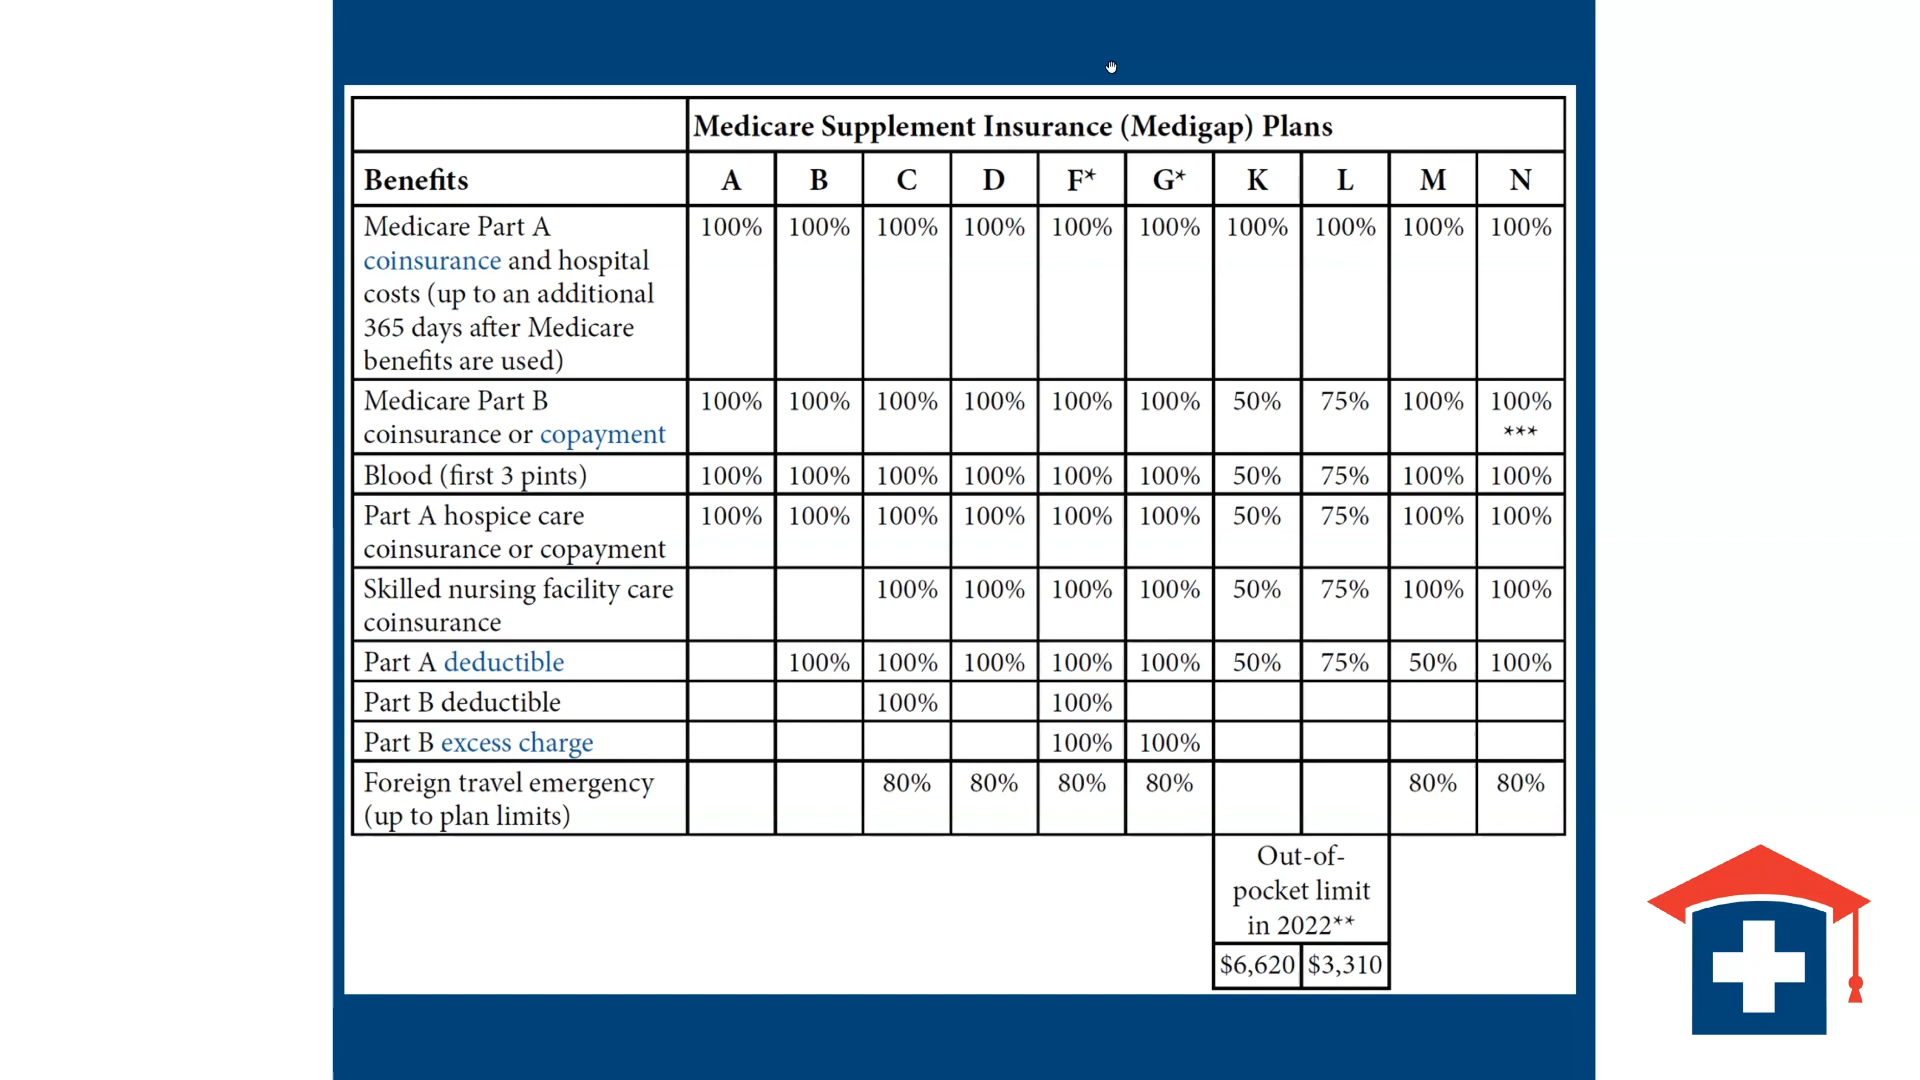 Medicare Supplement Insurance (Medigap) Plans
Benefits A B C D F* G* K L M N
Medicare Part A 100% 100% 100% 100% 100% 100% 100% 100% 100% 100%
coinsurance and hospital
costs (up to an additional
365 days after Medicare
benefits are used)
Medicare Part B 100% 100% 100% 100% 100% 100% 50% 75% 100% 100%
coinsurance or copayment ***
Blood (first 3 pints) 100% 100% 100% 100% 100% 100% 50% 75% 100% 100%
Part A hospice care 100% 100% 100% 100% 100% 100% 50% 75% 100% 100%
coinsurance or copayment
Skilled nursing facility care 100% 100% 100% 100% 50% 75% 100% 100%
coinsurance
Part A deductible 100% 100% 100% 100% 100% 50% 75% 50% 100%
Part B deductible 100% 100%
Part B excess charge 100% 100%
Foreign travel emergency 80% 80% 80% 80% 80% 80%
(up to plan limits)
Out-of-
pocket limit
in 2022**
$6,620 $3,310